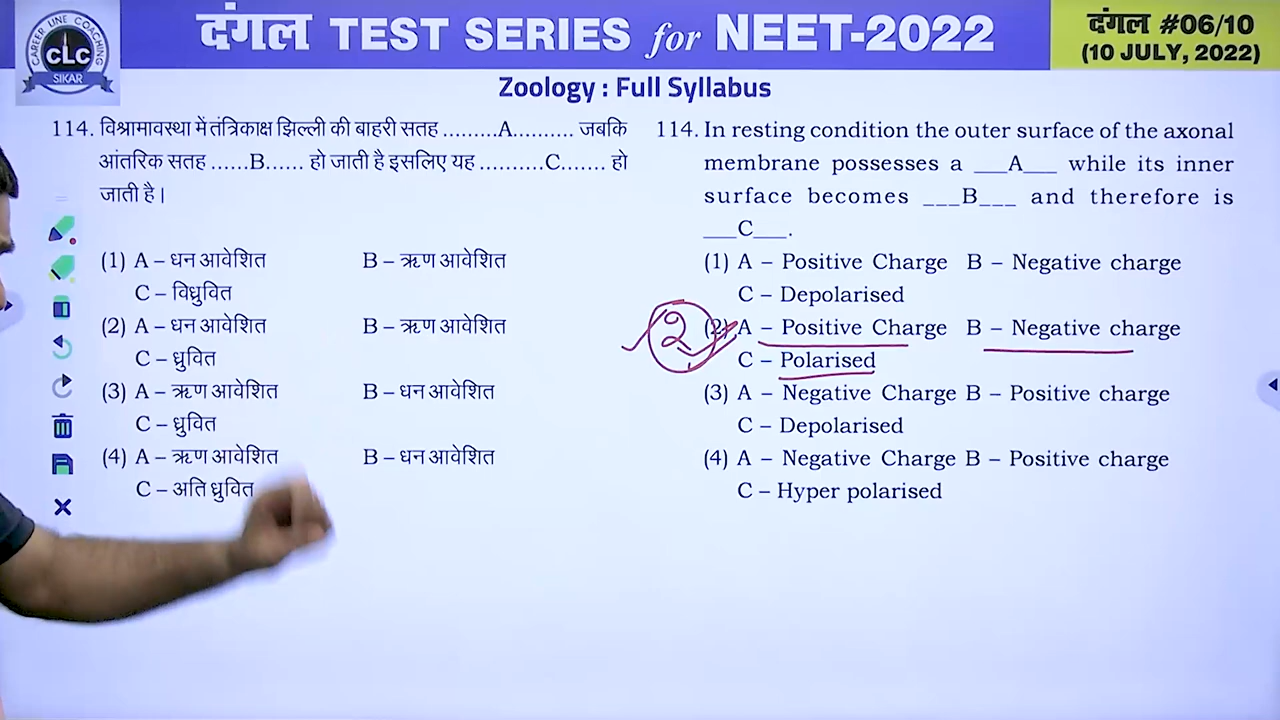 CAREER LINE COACHING
CLC
SIKAR
दंगल TEST SERIES for NEET-2022
दंगल #06/10
(10 JULY, 2022)
Zoology : Full Syllabus
114. विश्रामावस्था में तंत्रिकाक्ष झिल्ली की बाहरी सतह .........A.......... जबकि
आंतरिक सतह ......B...... हो जाती है इसलिए यह ..........C....... हो
जाती है।
(1) A – धन आवेशित B – ऋण आवेशित
C – विध्रुवित
(2) A – धन आवेशित B – ऋण आवेशित
C – ध्रुवित
(3) A – ऋण आवेशित B – धन आवेशित
C – ध्रुवित
(4) A – ऋण आवेशित B – धन आवेशित
C – अति ध्रुवित
114. In resting condition the outer surface of the axonal
membrane possesses a ___A___ while its inner
surface becomes ___B___ and therefore is
___C___.
(1) A – Positive Charge B – Negative charge
C – Depolarised
2 (2) A – Positive Charge B – Negative charge
C – Polarised
(3) A – Negative Charge B – Positive charge
C – Depolarised
(4) A – Negative Charge B – Positive charge
C – Hyper polarised